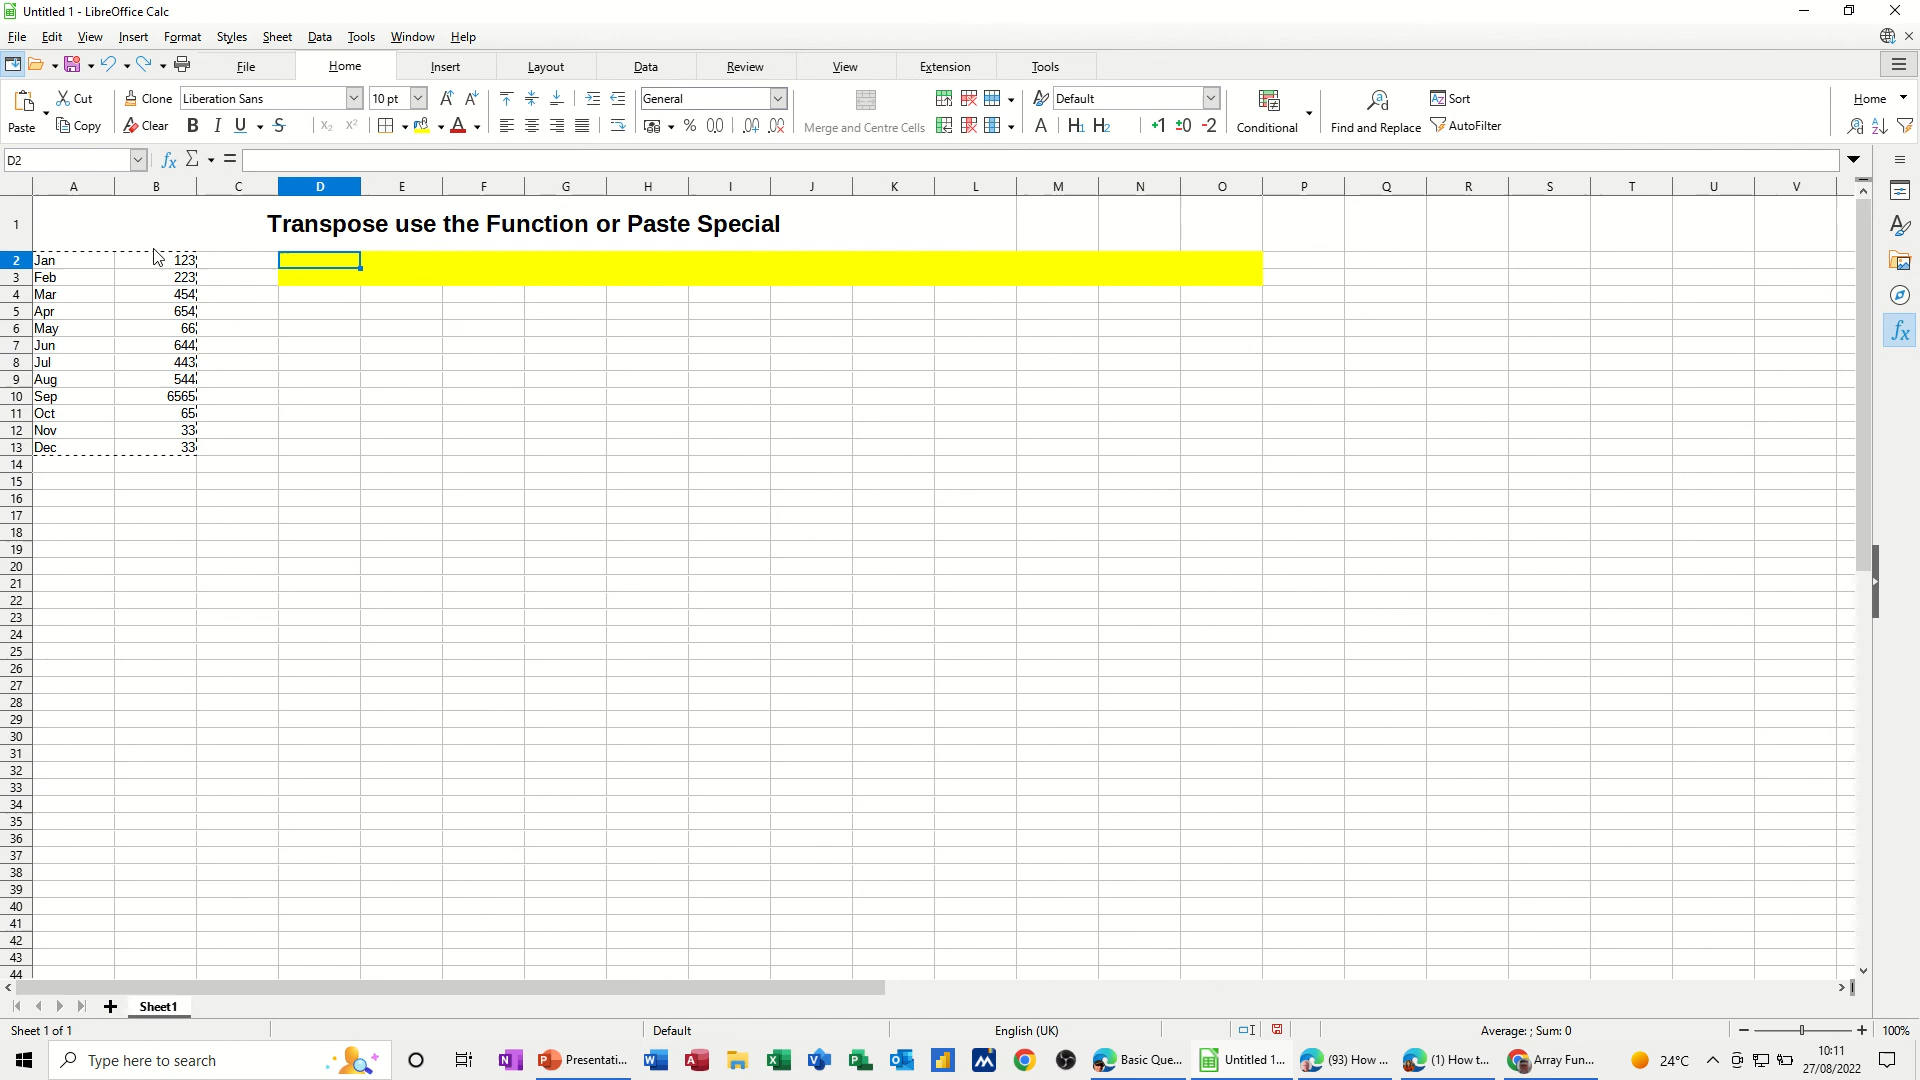 Untitled 1 - LibreOffice Calc
File Edit View Insert Format Styles Sheet Data Tools Window Help
File Home Insert Layout Data Review View Extension Tools
Cut Clone Liberation Sans 10 pt General Default Sort Home
Paste Copy Clear Merge and Centre Cells Conditional Find and Replace AutoFilter
D2
A B C D E F G H I J K L M N O P Q R S T U V
1 Transpose use the Function or Paste Special
2 Jan 123
3 Feb 223
4 Mar 454
5 Apr 654
6 May 66
7 Jun 644
8 Jul 443
9 Aug 544
10 Sep 6565
11 Oct 65
12 Nov 33
13 Dec 33
14
15
16
17
18
19
20
21
22
23
24
25
26
27
28
29
30
31
32
33
34
35
36
37
38
39
40
41
42
43
44
Sheet1
Sheet 1 of 1 Default English (UK) Average: ; Sum: 0 100%
Type here to search Presentati... Basic Que... Untitled 1... (93) How ... (1) How t... Array Fun... 24°C 10:11
27/08/2022